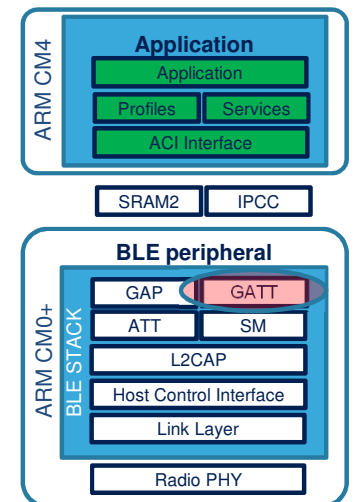 ARM CM4
Application
Application
Profiles Services
ACI Interface
SRAM2 IPCC
ARM CM0+
BLE peripheral
BLE STACK
GAP GATT
ATT SM
L2CAP
Host Control Interface
Link Layer
Radio PHY